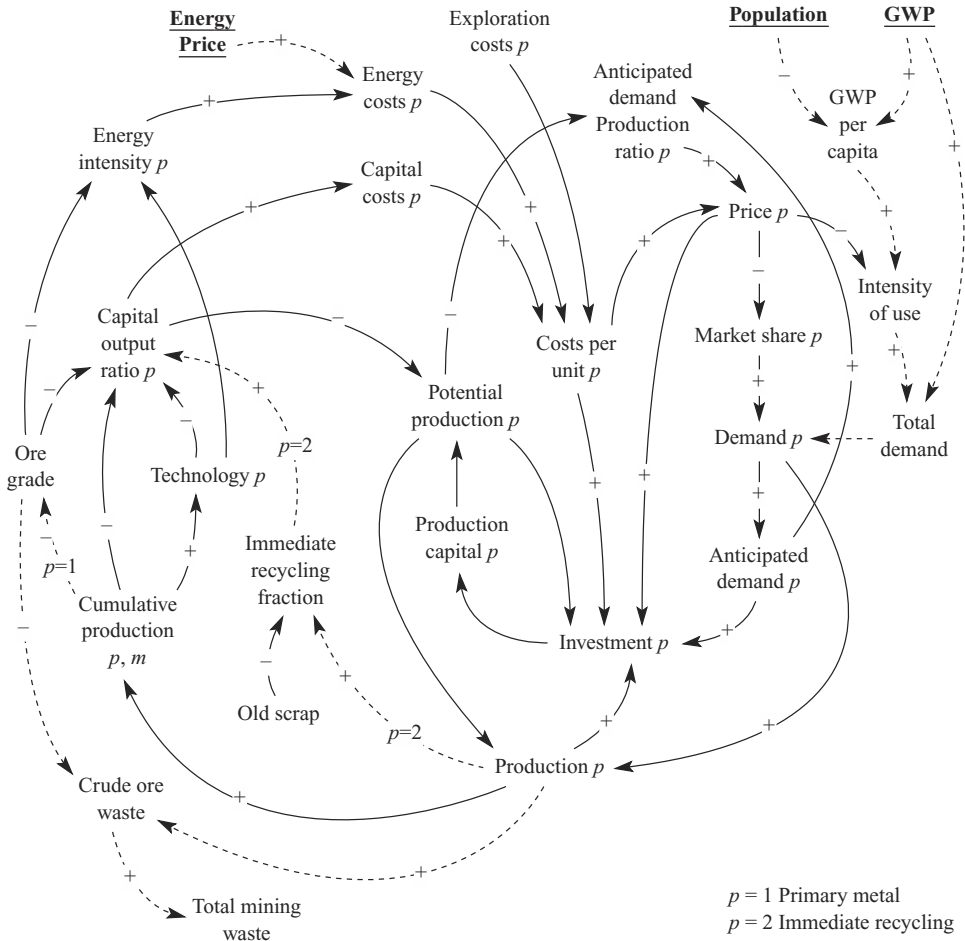 Energy
Price
Exploration
costs p
Population
GWP
+
Energy
costs p
Anticipated
demand
Production
ratio p
−
+
GWP
per
capita
+
+
Energy
intensity p
+
Capital
costs p
+
+
+
Price p
+
−
+
+
−
Intensity
of use
−
Capital
output
ratio p
−
−
Costs per
unit p
Market share p
+
−
+
Potential
production p
+
+
Total
demand
−
p=2
Demand p
Ore
grade
Technology p
+
+
+
−
−
+
Production
capital p
Immediate
recycling
fraction
Anticipated
demand p
p=1
Cumulative
production
p, m
−
+
Investment p
−
+
Old scrap
p=2
+
+
Production p
Crude ore
waste
+
+
+
Total mining
waste
p = 1 Primary metal
p = 2 Immediate recycling